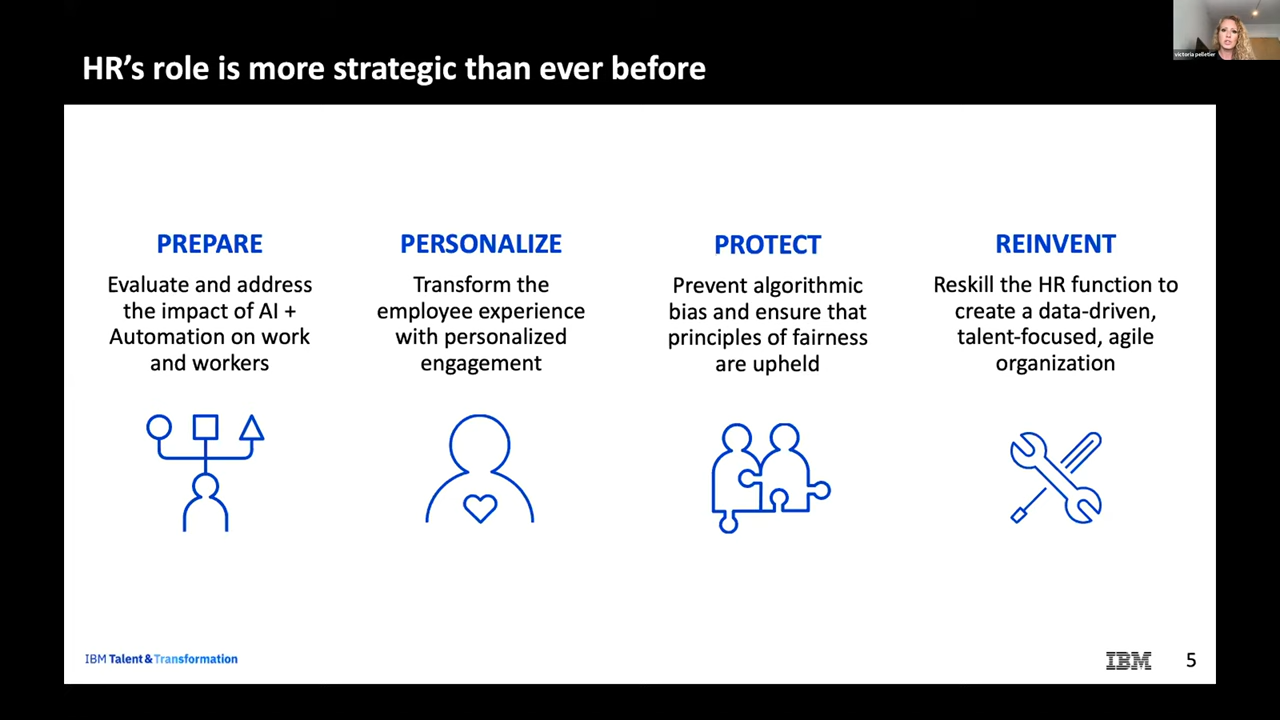 HR's role is more strategic than ever before
victoria pelletier
PREPARE
Evaluate and address
the impact of AI +
Automation on work
and workers
PERSONALIZE
Transform the
employee experience
with personalized
engagement
PROTECT
Prevent algorithmic
bias and ensure that
principles of fairness
are upheld
REINVENT
Reskill the HR function to
create a data-driven,
talent-focused, agile
organization
IBM Talent & Transformation
IBM
5